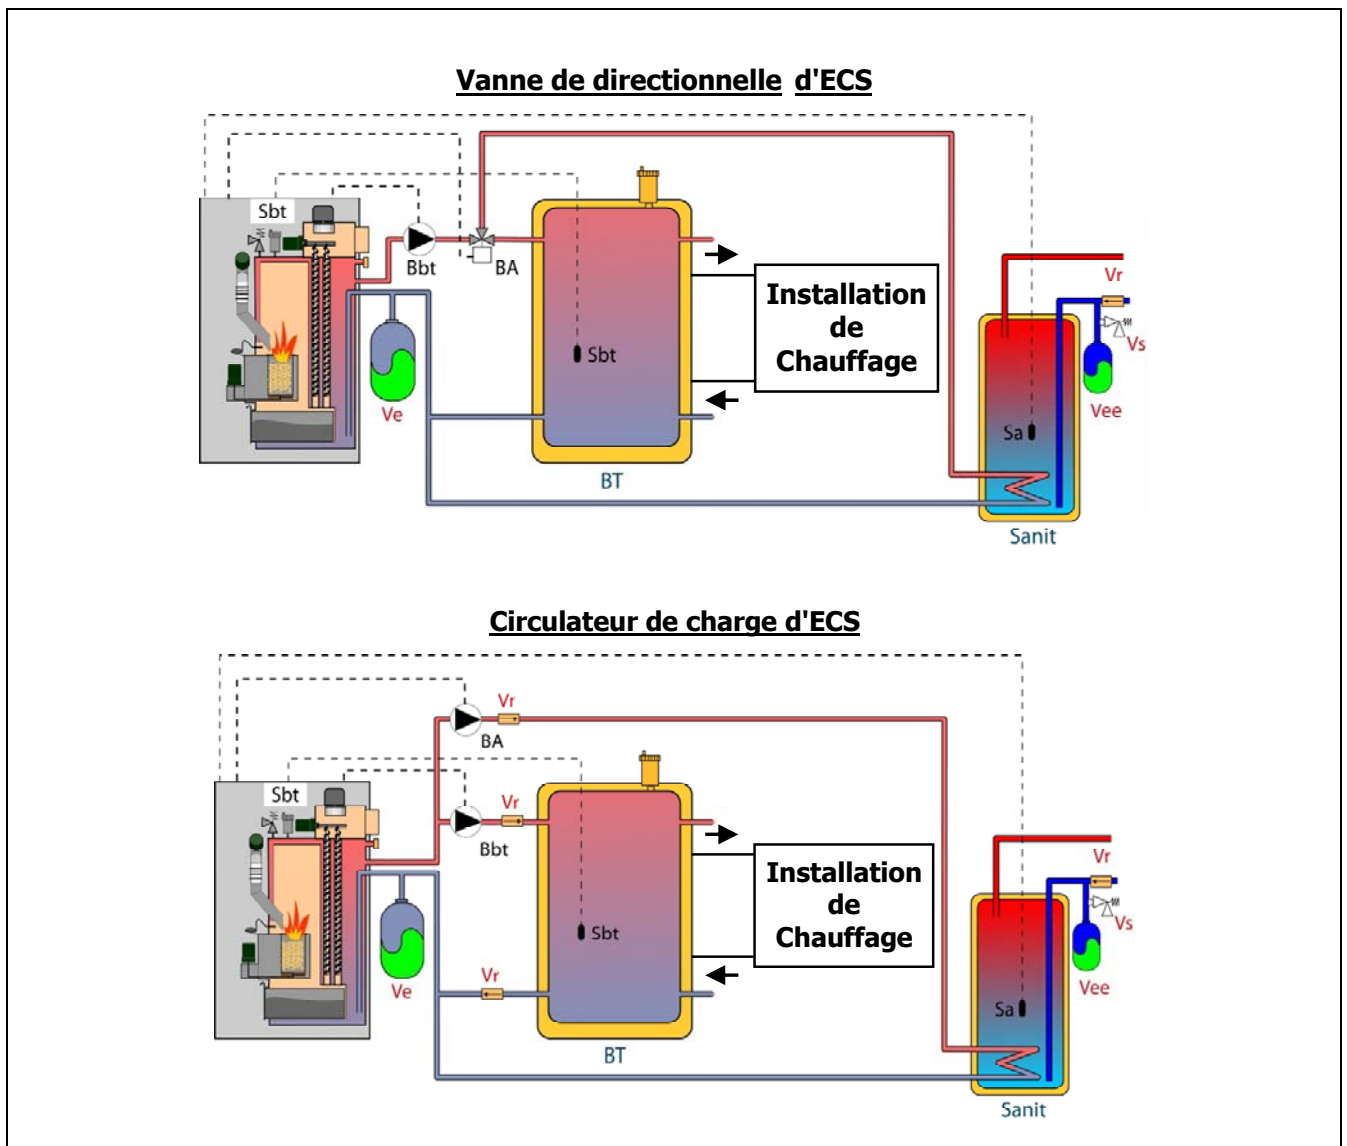 Vanne de directionnelle d'ECS
Sbt
Bbt
BA
Vr
Installation
de
Chauffage
Sbt
Vs
Ve
Vee
Sa
BT
Sanit
Circulateur de charge d'ECS
Vr
BA
Sbt
Vr
Bbt
Vr
Installation
de
Chauffage
Sbt
Vs
Vr
Ve
Vee
Sa
BT
Sanit